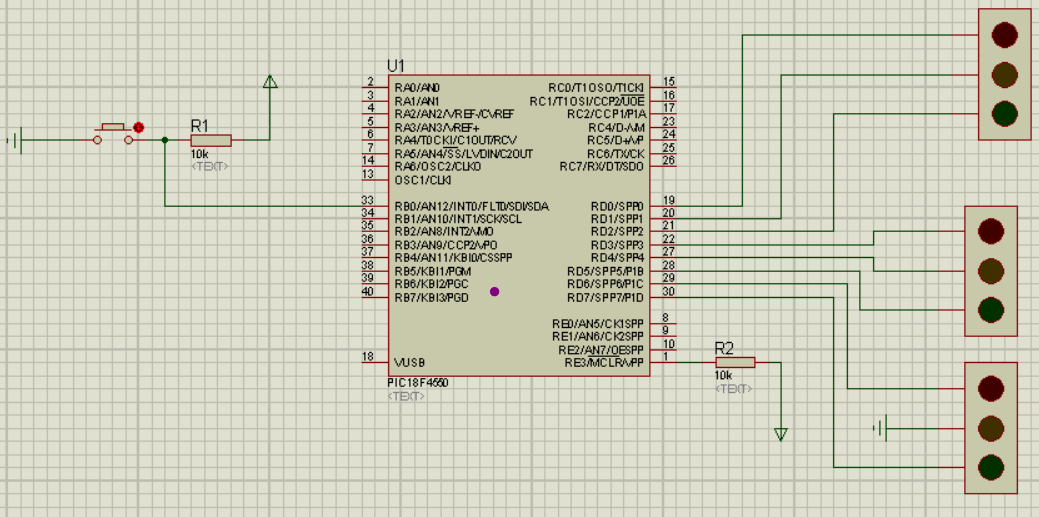 U1
2 RA0/AN0 RC0/T1OSO/T1CKI 15
3 RA1/AN1 RC1/T1OSI/CCP2/UOE 16
4 RA2/AN2/VREF-/CVREF RC2/CCP1/P1A 17
5 RA3/AN3/VREF+ RC4/D-/VM 23
6 RA4/T0CKI/C1OUT/RCV RC5/D+/VP 24
7 RA5/AN4/SS/LVDIN/C2OUT RC6/TX/CK 25
14 RA6/OSC2/CLKO RC7/RX/DT/SDO 26
13 OSC1/CLKI
R1
10k
<TEXT>
33 RB0/AN12/INT0/FLT0/SDI/SDA RD0/SPP0 19
34 RB1/AN10/INT1/SCK/SCL RD1/SPP1 20
35 RB2/AN8/INT2/VMO RD2/SPP2 21
36 RB3/AN9/CCP2/VPO RD3/SPP3 22
37 RB4/AN11/KBI0/CSSPP RD4/SPP4 27
38 RB5/KBI1/PGM RD5/SPP5/P1B 28
39 RB6/KBI2/PGC RD6/SPP6/P1C 29
40 RB7/KBI3/PGD RD7/SPP7/P1D 30
RE0/AN5/CK1SPP 8
RE1/AN6/CK2SPP 9
RE2/AN7/OESPP 10
18 VUSB RE3/MCLR/VPP 1
PIC18F4550
<TEXT>
R2
10k
<TEXT>